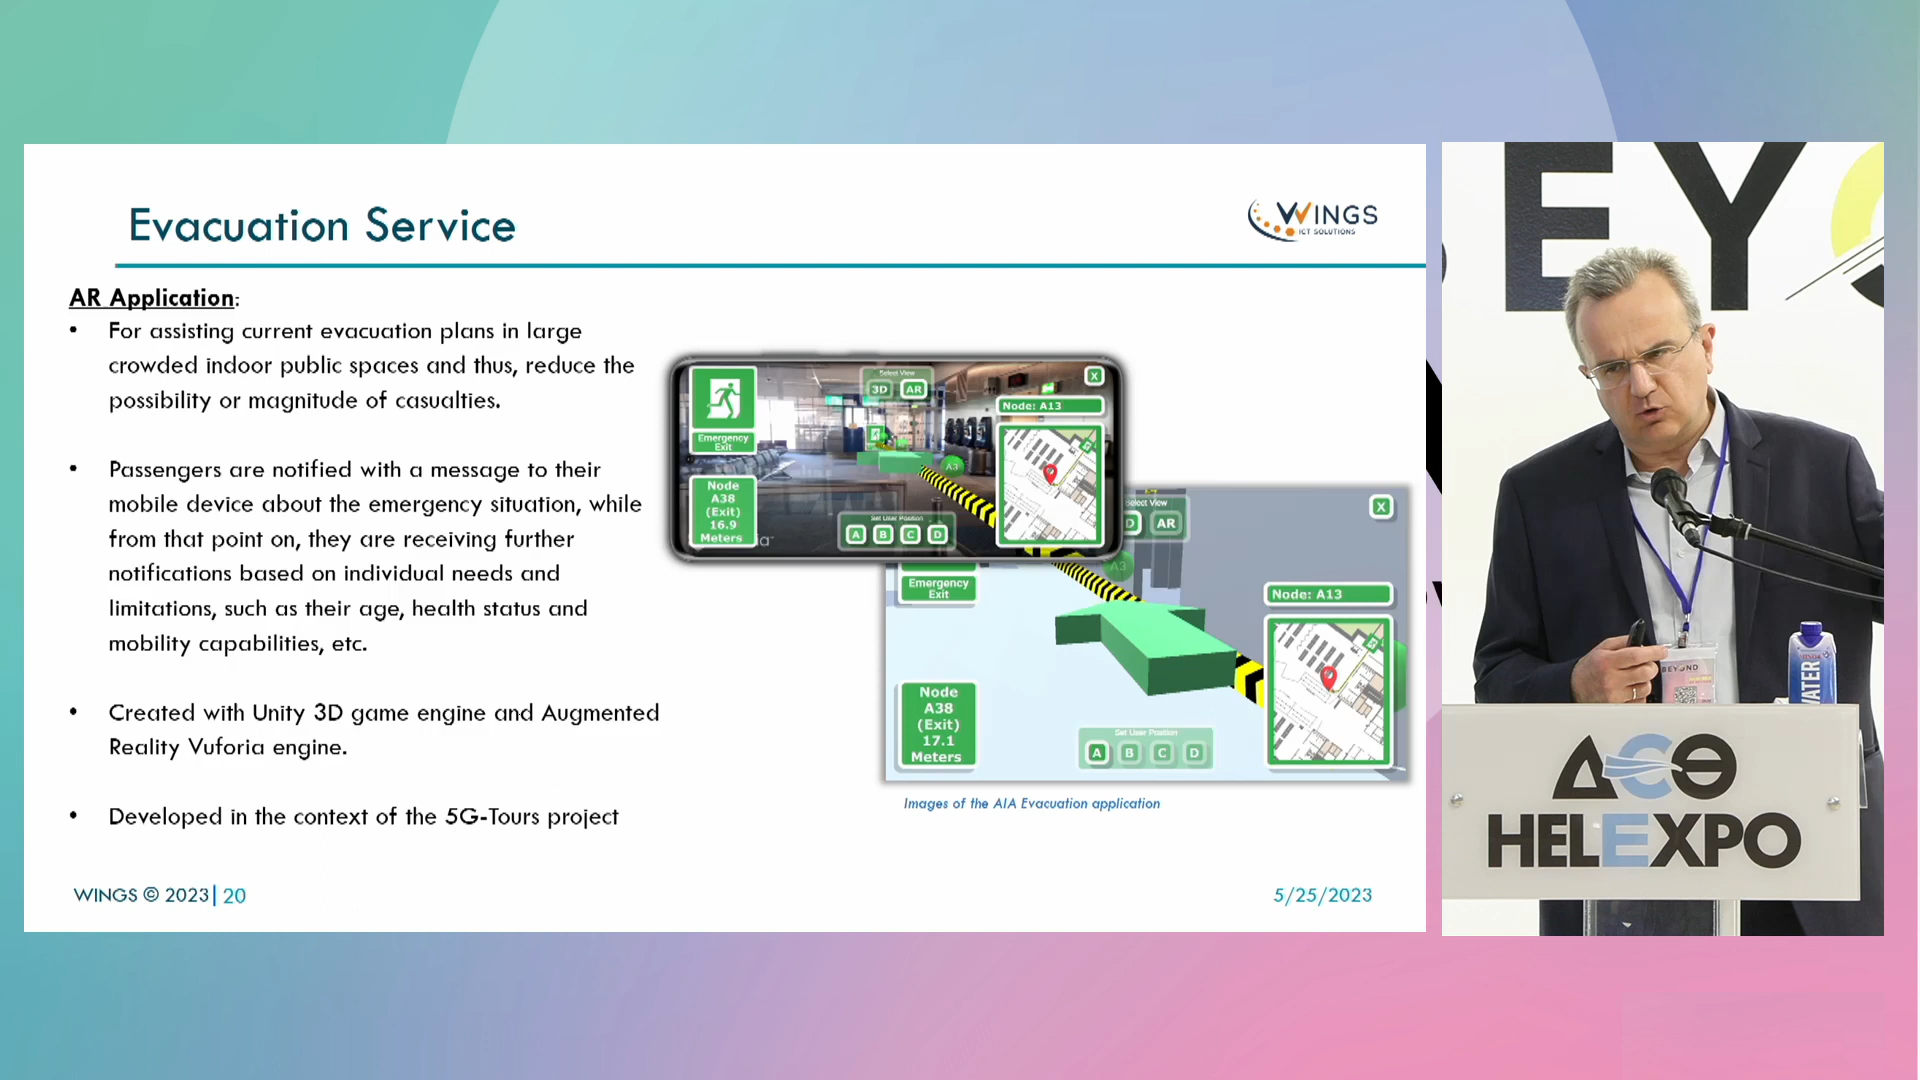 Evacuation Service
WINGS
ICT SOLUTIONS
AR Application:
• For assisting current evacuation plans in large
crowded indoor public spaces and thus, reduce the
possibility or magnitude of casualties.
• Passengers are notified with a message to their
mobile device about the emergency situation, while
from that point on, they are receiving further
notifications based on individual needs and
limitations, such as their age, health status and
mobility capabilities, etc.
• Created with Unity 3D game engine and Augmented
Reality Vuforia engine.
• Developed in the context of the 5G-Tours project
Emergency
Exit
Node
A38
(Exit)
16.9
Meters
Select View
3D AR
X
Node: A13
A3
Set User Position
A B C D
Select View
D AR
X
A3
Emergency
Exit
Node: A13
Node
A38
(Exit)
17.1
Meters
Set User Position
A B C D
Images of the AIA Evacuation application
WINGS © 2023 | 20
5/25/2023
EY
BEYOND
WATER
HELEXPO